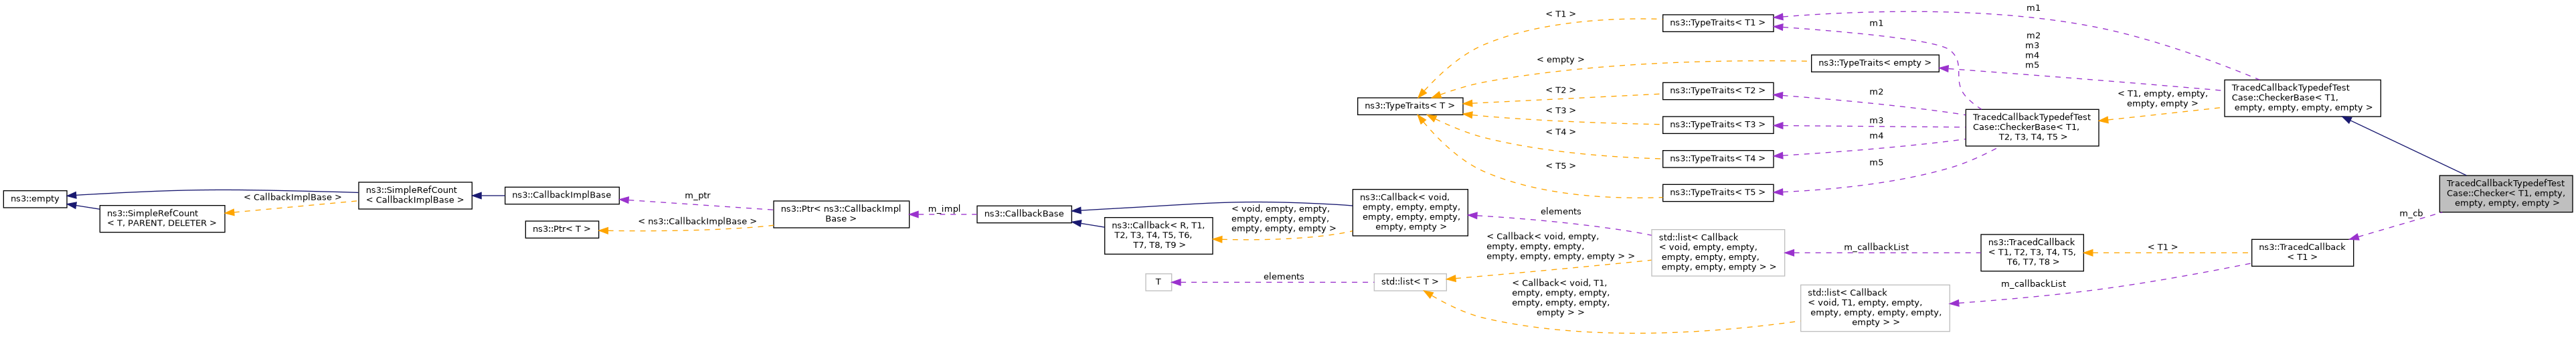 ns3::empty
ns3::SimpleRefCount
< T, PARENT, DELETER >
< CallbackImplBase >
ns3::SimpleRefCount
< CallbackImplBase >
ns3::CallbackImplBase
ns3::Ptr< T >
m_ptr
< ns3::CallbackImplBase >
ns3::Ptr< ns3::CallbackImpl
Base >
m_impl
ns3::CallbackBase
ns3::Callback< R, T1,
T2, T3, T4, T5, T6,
T7, T8, T9 >
T
< void, empty, empty,
empty, empty, empty,
empty, empty, empty >
elements
ns3::Callback< void,
empty, empty, empty,
empty, empty, empty,
empty, empty >
ns3::TypeTraits< T >
std::list< T >
elements
< Callback< void, empty,
empty, empty, empty,
empty, empty, empty, empty > >
< Callback< void, T1,
empty, empty, empty,
empty, empty, empty,
empty > >
< T1 >
< empty >
< T2 >
< T3 >
< T4 >
< T5 >
ns3::TypeTraits< T1 >
ns3::TypeTraits< empty >
ns3::TypeTraits< T2 >
ns3::TypeTraits< T3 >
ns3::TypeTraits< T4 >
ns3::TypeTraits< T5 >
std::list< Callback
< void, empty, empty,
empty, empty, empty,
empty, empty, empty > >
std::list< Callback
< void, T1, empty, empty,
empty, empty, empty, empty,
empty > >
m1
m2
m3
m4
m5
m_callbackList
m1
m2
m3
m4
m5
TracedCallbackTypedefTest
Case::CheckerBase< T1,
T2, T3, T4, T5 >
ns3::TracedCallback
< T1, T2, T3, T4, T5,
T6, T7, T8 >
m_callbackList
< T1, empty, empty,
empty, empty >
< T1 >
TracedCallbackTypedefTest
Case::CheckerBase< T1,
empty, empty, empty, empty >
ns3::TracedCallback
< T1 >
m_cb
TracedCallbackTypedefTest
Case::Checker< T1, empty,
empty, empty, empty >